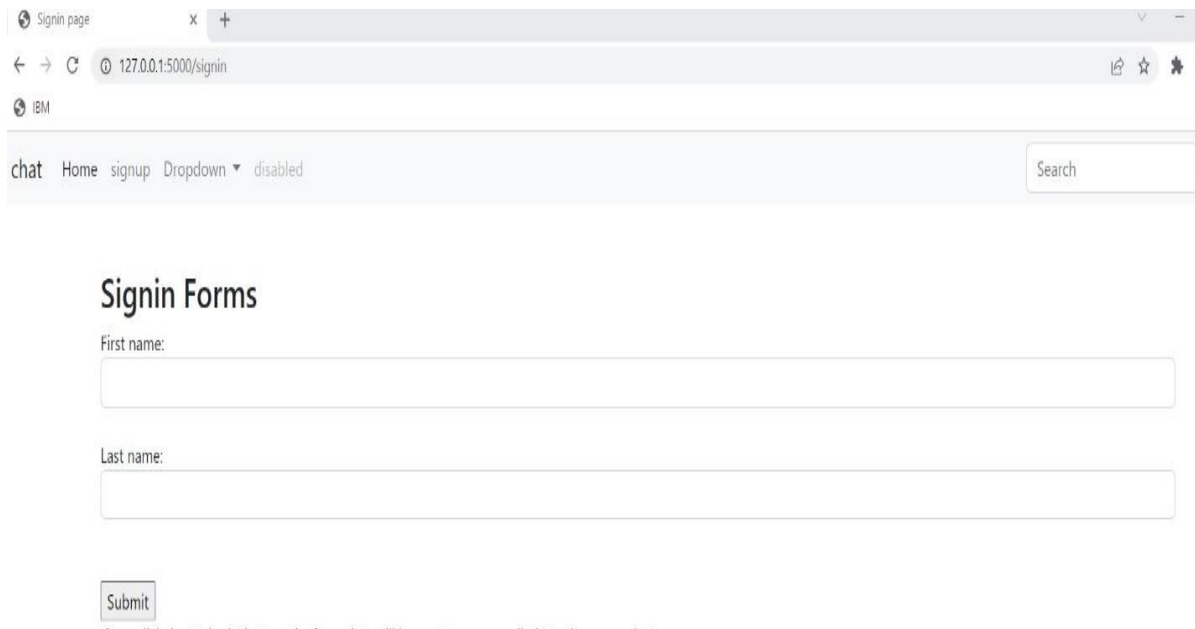 Signin page
127.0.0.1:5000/signin
IBM
chat Home signup Dropdown disabled Search
Signin Forms
First name:
Last name:
Submit